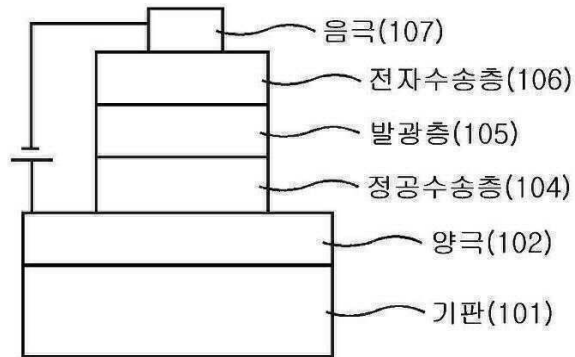 음극(107)
전자수송층(106)
발광층(105)
정공수송층(104)
양극(102)
기판(101)